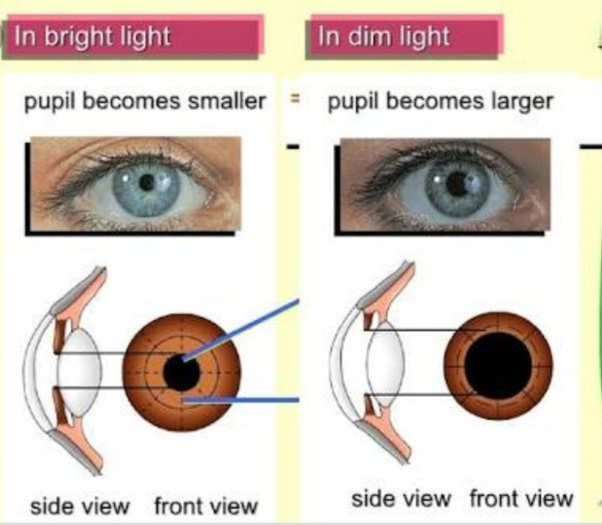 In bright light
pupil becomes smaller
side view front view
In dim light
pupil becomes larger
side view front view